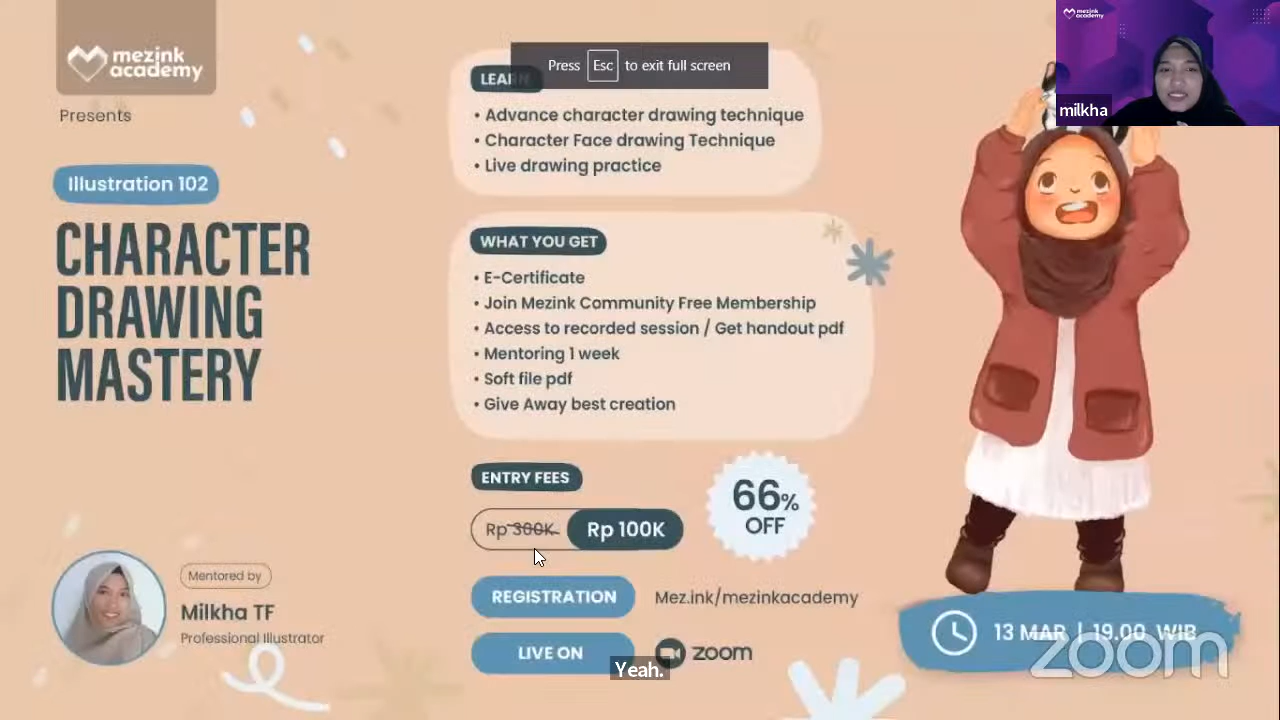 mezink
academy
Presents
Illustration 102
CHARACTER
DRAWING
MASTERY
Mentored by
Milkha TF
Professional Illustrator
Press Esc to exit full screen
LEARN
• Advance character drawing technique
• Character Face drawing Technique
• Live drawing practice
WHAT YOU GET
• E-Certificate
• Join Mezink Community Free Membership
• Access to recorded session / Get handout pdf
• Mentoring 1 week
• Soft file pdf
• Give Away best creation
ENTRY FEES
Rp 300K Rp 100K
66%
OFF
REGISTRATION Mez.ink/mezinkacademy
LIVE ON zoom
Yeah.
mezink
academy
milkha
13 MAR | 19.00 WIB
zoom